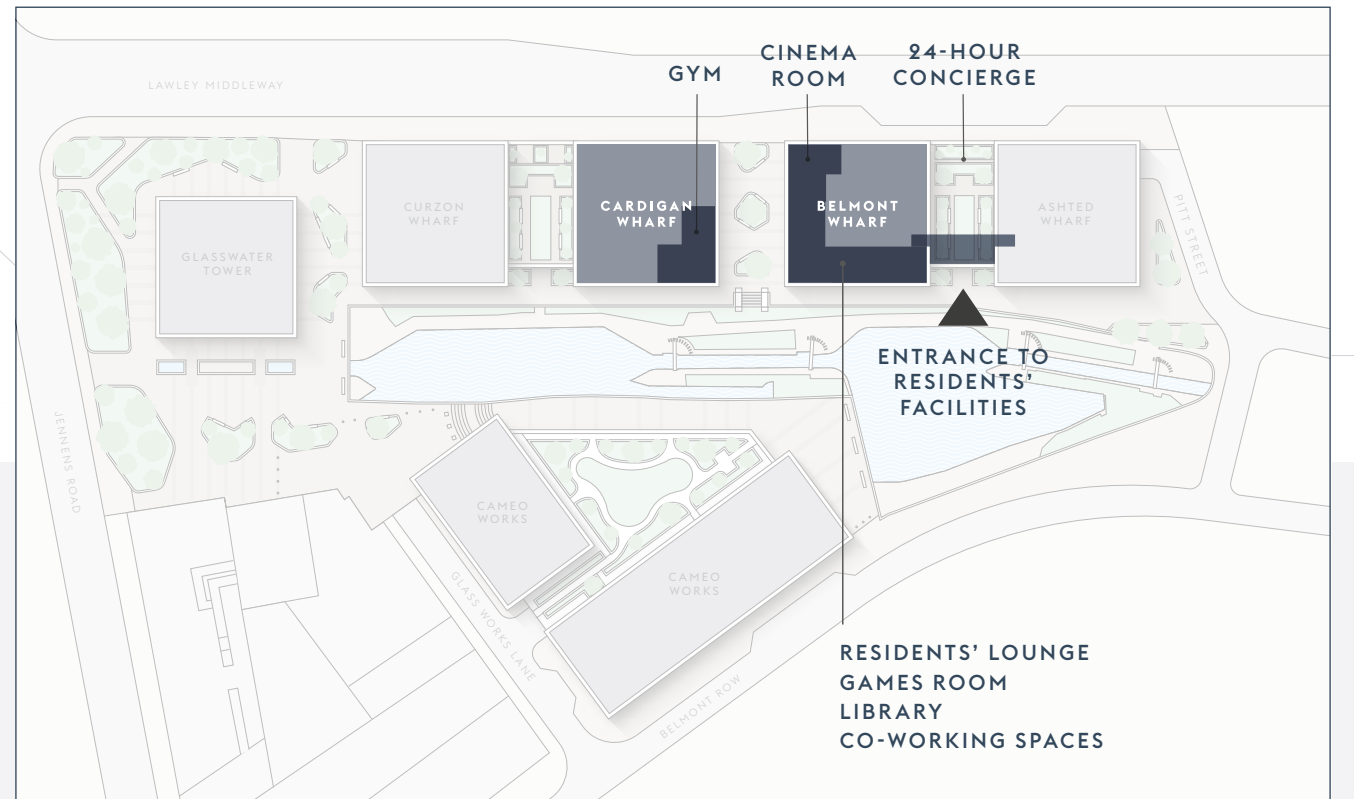 LAWLEY MIDDLEWAY
GYM
CINEMA
ROOM
24-HOUR
CONCIERGE
GLASSWATER
TOWER
CURZON
WHARF
CARDIGAN
WHARF
BELMONT
WHARF
ASHTED
WHARF
PITT STREET
ENTRANCE TO
RESIDENTS’
FACILITIES
JENNENS ROAD
CAMEO
WORKS
CAMEO
WORKS
GLASS WORKS LANE
BELMONT ROW
RESIDENTS’ LOUNGE
GAMES ROOM
LIBRARY
CO-WORKING SPACES